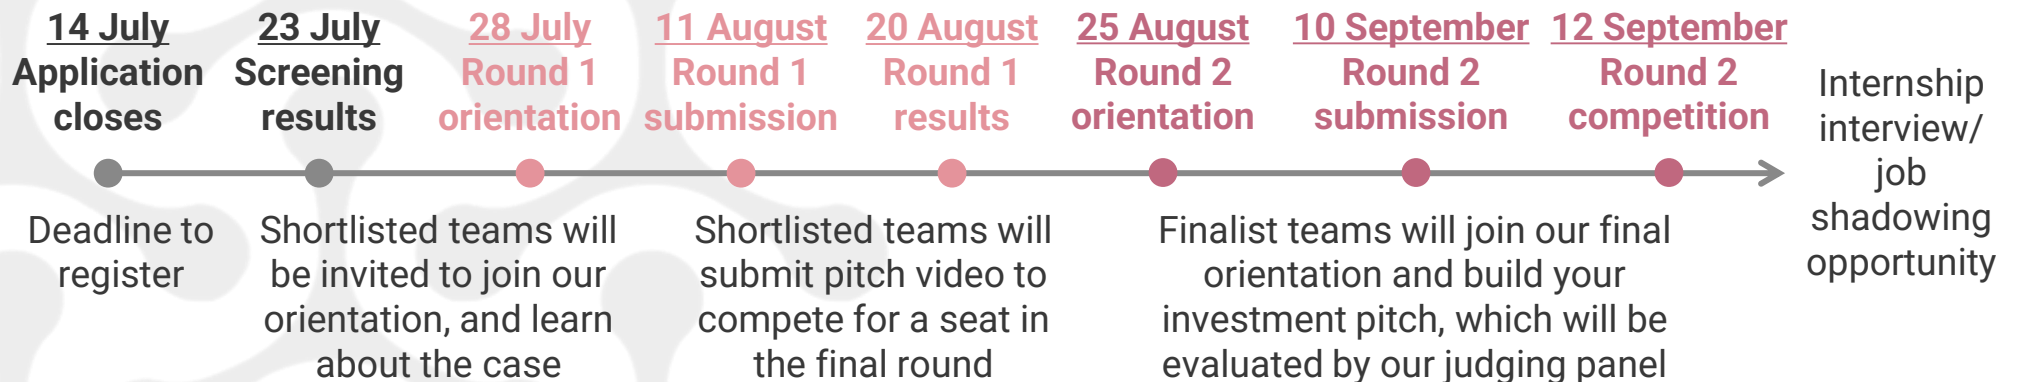 14 July
Application
closes
23 July
Screening
results
28 July
Round 1
orientation
11 August
Round 1
submission
20 August
Round 1
results
25 August
Round 2
orientation
10 September
Round 2
submission
12 September
Round 2
competition
Internship
interview/
job
shadowing
opportunity
Deadline to
register
Shortlisted teams will
be invited to join our
orientation, and learn
about the case
Shortlisted teams will
submit pitch video to
compete for a seat in
the final round
Finalist teams will join our final
orientation and build your
investment pitch, which will be
evaluated by our judging panel